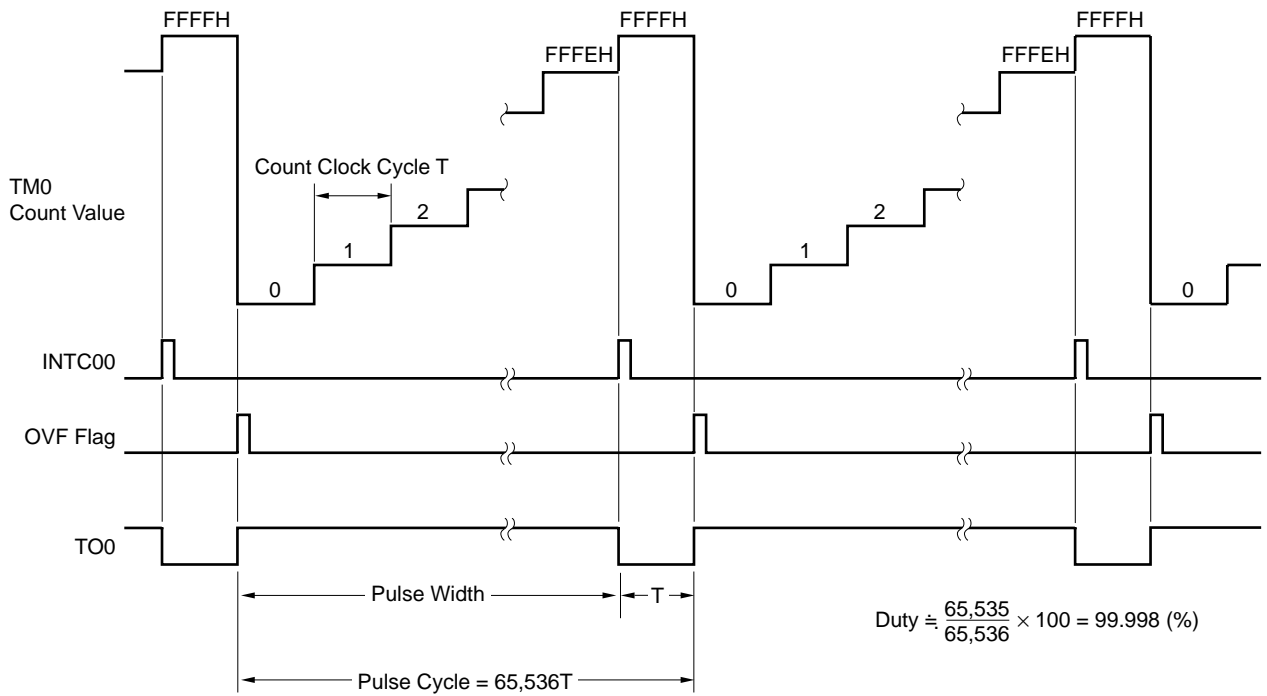 FFFFH FFFFH FFFFH
FFFEH FFFEH
Count Clock Cycle T
TM0
Count Value
2 2
1 1
0 0 0
INTC00
OVF Flag
TO0
Pulse Width T
Duty ≒ 65,535/65,536 × 100 = 99.998 (%)
Pulse Cycle = 65,536T